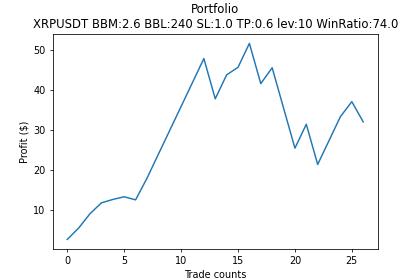 Portfolio
XRPUSDT BBM:2.6 BBL:240 SL:1.0 TP:0.6 lev:10 WinRatio:74.0
50
40
30
20
10
Profit ($)
0 5 10 15 20 25
Trade counts